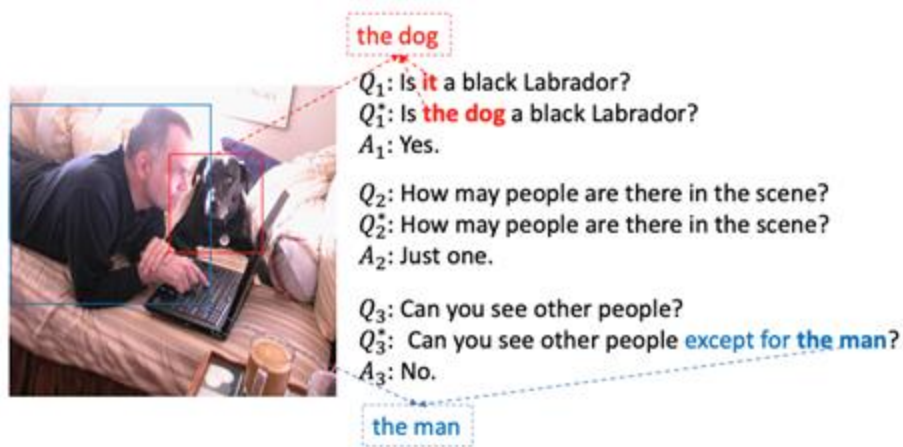 the dog
Q₁: Is it a black Labrador?
Q₁*: Is the dog a black Labrador?
A₁: Yes.
Q₂: How may people are there in the scene?
Q₂*: How may people are there in the scene?
A₂: Just one.
Q₃: Can you see other people?
Q₃*: Can you see other people except for the man?
A₃: No.
the man